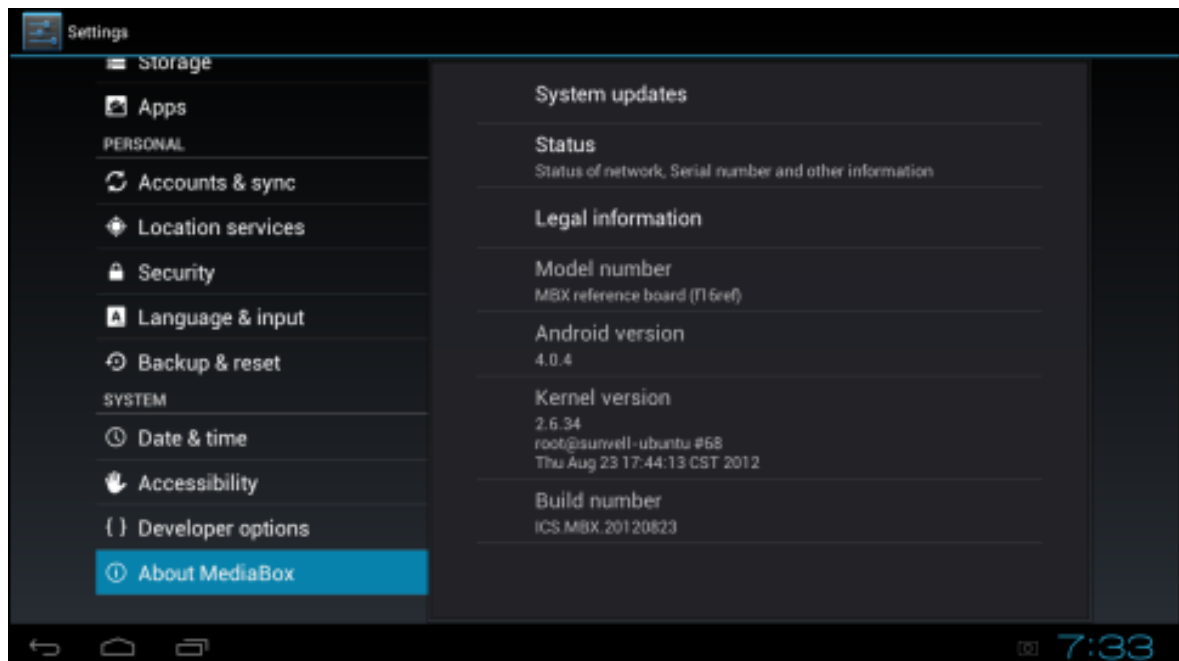 Settings
Storage
Apps
PERSONAL
Accounts & sync
Location services
Security
Language & input
Backup & reset
SYSTEM
Date & time
Accessibility
{ } Developer options
About MediaBox
System updates
Status
Status of network, Serial number and other information
Legal information
Model number
MBX reference board (f16ref)
Android version
4.0.4
Kernel version
2.6.34
root@sunvell-ubuntu #68
Thu Aug 23 17:44:13 CST 2012
Build number
ICS.MBX.20120823
7:33